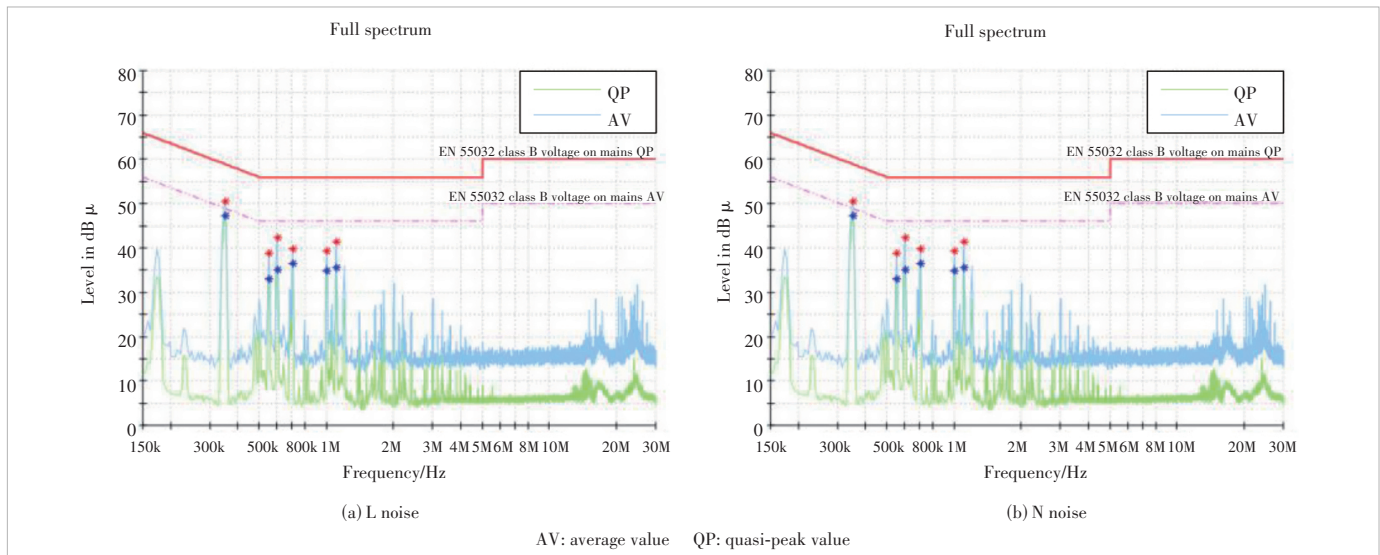 Full spectrum
80
70
60
50
40
30
20
10
0
Level in dB μ
QP
AV
EN 55032 class B voltage on mains QP
EN 55032 class B voltage on mains AV
150k 300k 500k 800k 1M 2M 3M 4M 5M 6M 8M 10M 20M 30M
Frequency/Hz
(a) L noise
Full spectrum
80
70
60
50
40
30
20
10
0
Level in dB μ
QP
AV
EN 55032 class B voltage on mains QP
EN 55032 class B voltage on mains AV
150k 300k 500k 800k 1M 2M 3M 4M 5M 6M 8M 10M 20M 30M
Frequency/Hz
(b) N noise
AV: average value QP: quasi-peak value